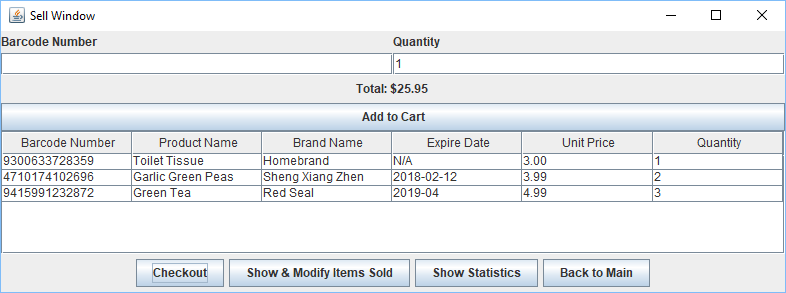 Sell Window
Barcode Number Quantity
1
Total: $25.95
Add to Cart
Barcode Number Product Name Brand Name Expire Date Unit Price Quantity
9300633728359 Toilet Tissue Homebrand N/A 3.00 1
4710174102696 Garlic Green Peas Sheng Xiang Zhen 2018-02-12 3.99 2
9415991232872 Green Tea Red Seal 2019-04 4.99 3
Checkout Show & Modify Items Sold Show Statistics Back to Main